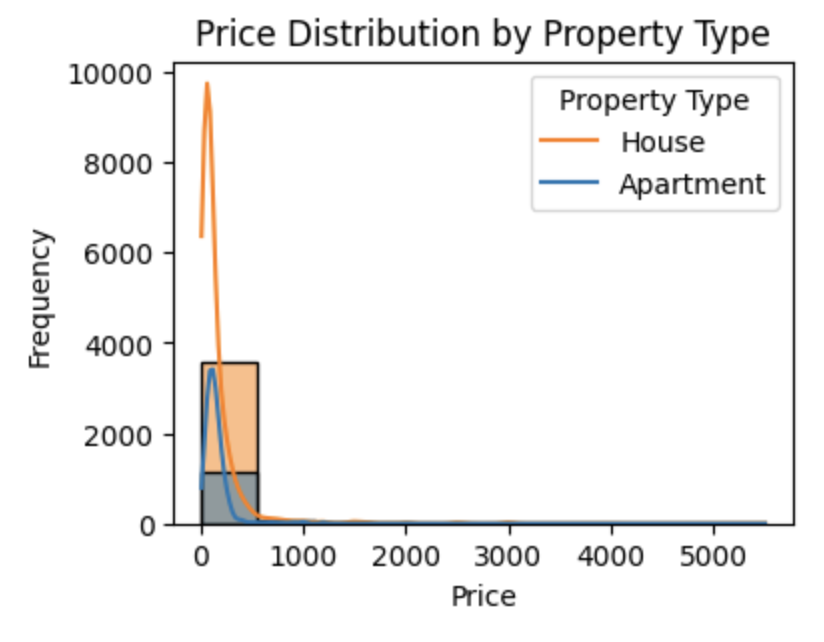 Price Distribution by Property Type
10000
8000
6000
4000
2000
0
Frequency
Property Type
House
Apartment
0 1000 2000 3000 4000 5000
Price